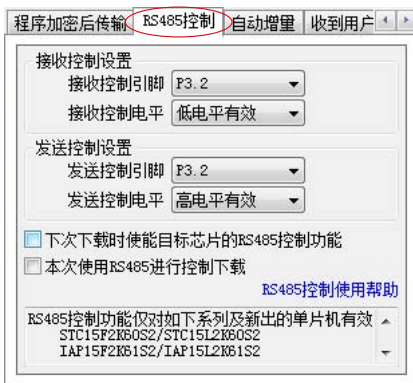 程序加密后传输 RS485控制 自动增量 收到用户
接收控制设置
接收控制引脚 P3.2
接收控制电平 低电平有效
发送控制设置
发送控制引脚 P3.2
发送控制电平 高电平有效
下次下载时使能目标芯片的RS485控制功能
本次使用RS485进行控制下载
RS485控制使用帮助
RS485控制功能仅对如下系列及新出的单片机有效
STC15F2K60S2/STC15L2K60S2
IAP15F2K61S2/IAP15L2K61S2